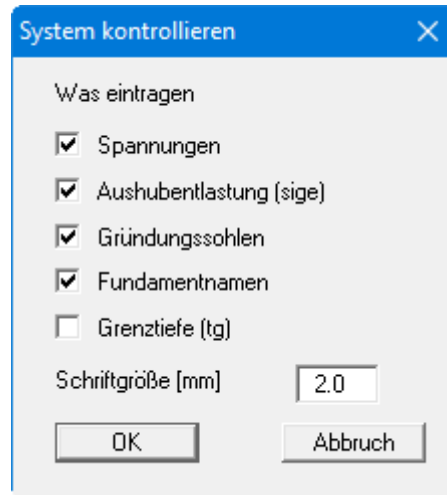 System kontrollieren
Was eintragen
Spannungen
Aushubentlastung (sige)
Gründungssohlen
Fundamentnamen
Grenztiefe (tg)
Schriftgröße [mm] 2.0
OK Abbruch